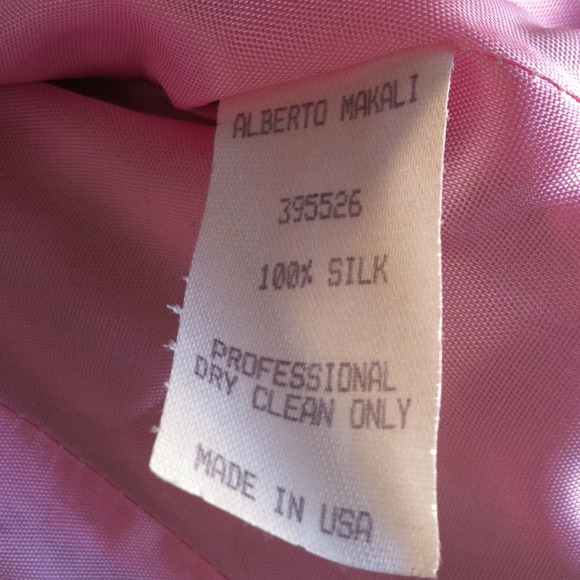 ALBERTO MAKALI
395526
100% SILK
PROFESSIONAL
DRY CLEAN ONLY
MADE IN USA